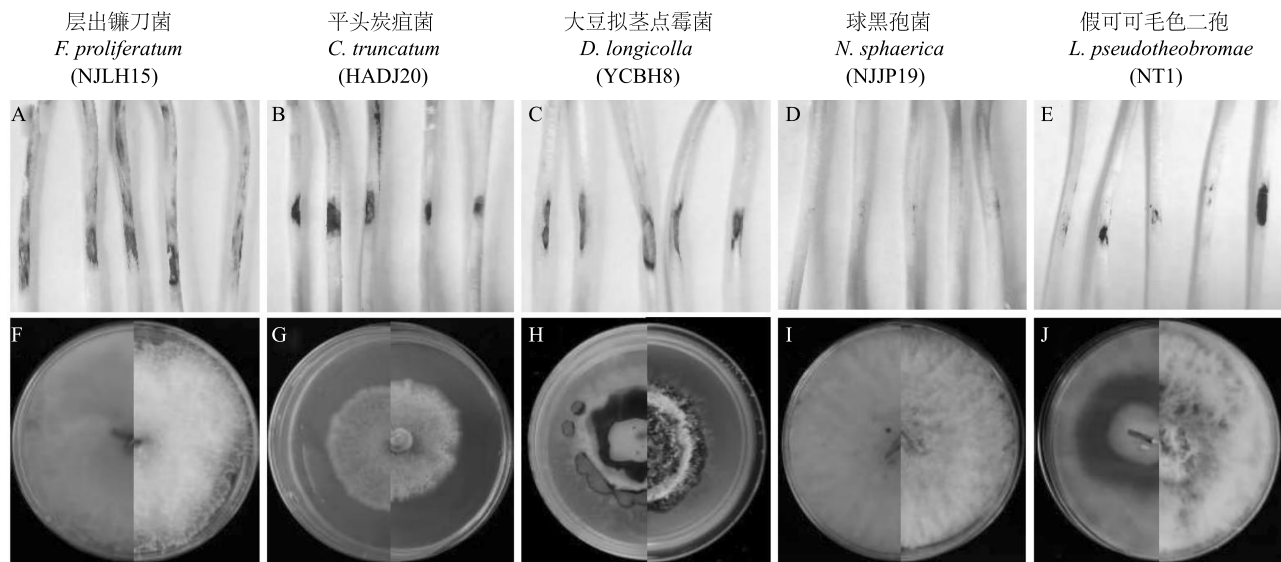 层出镰刀菌
F. proliferatum
(NJLH15)
平头炭疽菌
C. truncatum
(HADJ20)
大豆拟茎点霉菌
D. longicolla
(YCBH8)
球黑孢菌
N. sphaerica
(NJJP19)
假可可毛色二孢
L. pseudotheobromae
(NT1)
A
B
C
D
E
F
G
H
I
J